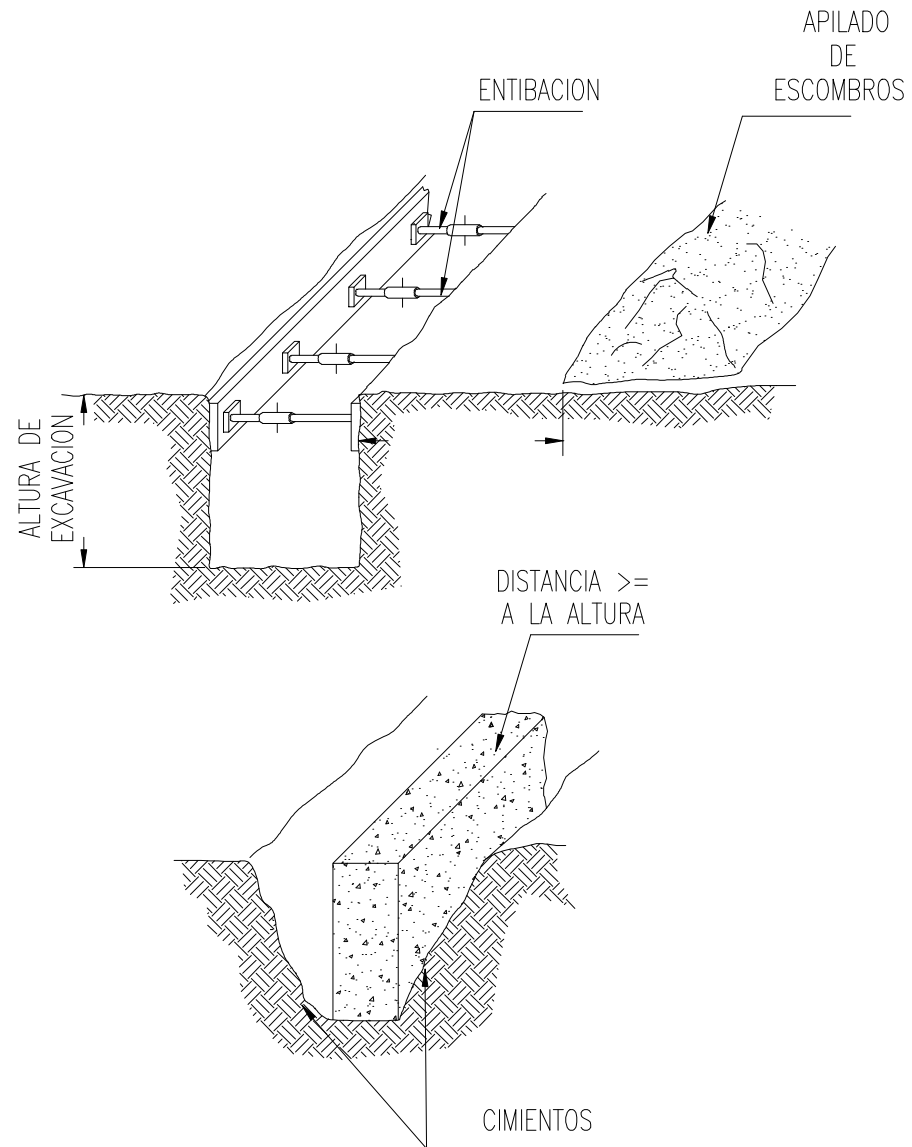 APILADO
DE
ESCOMBROS
ENTIBACION
ALTURA DE
EXCAVACION
DISTANCIA >=
A LA ALTURA
CIMIENTOS